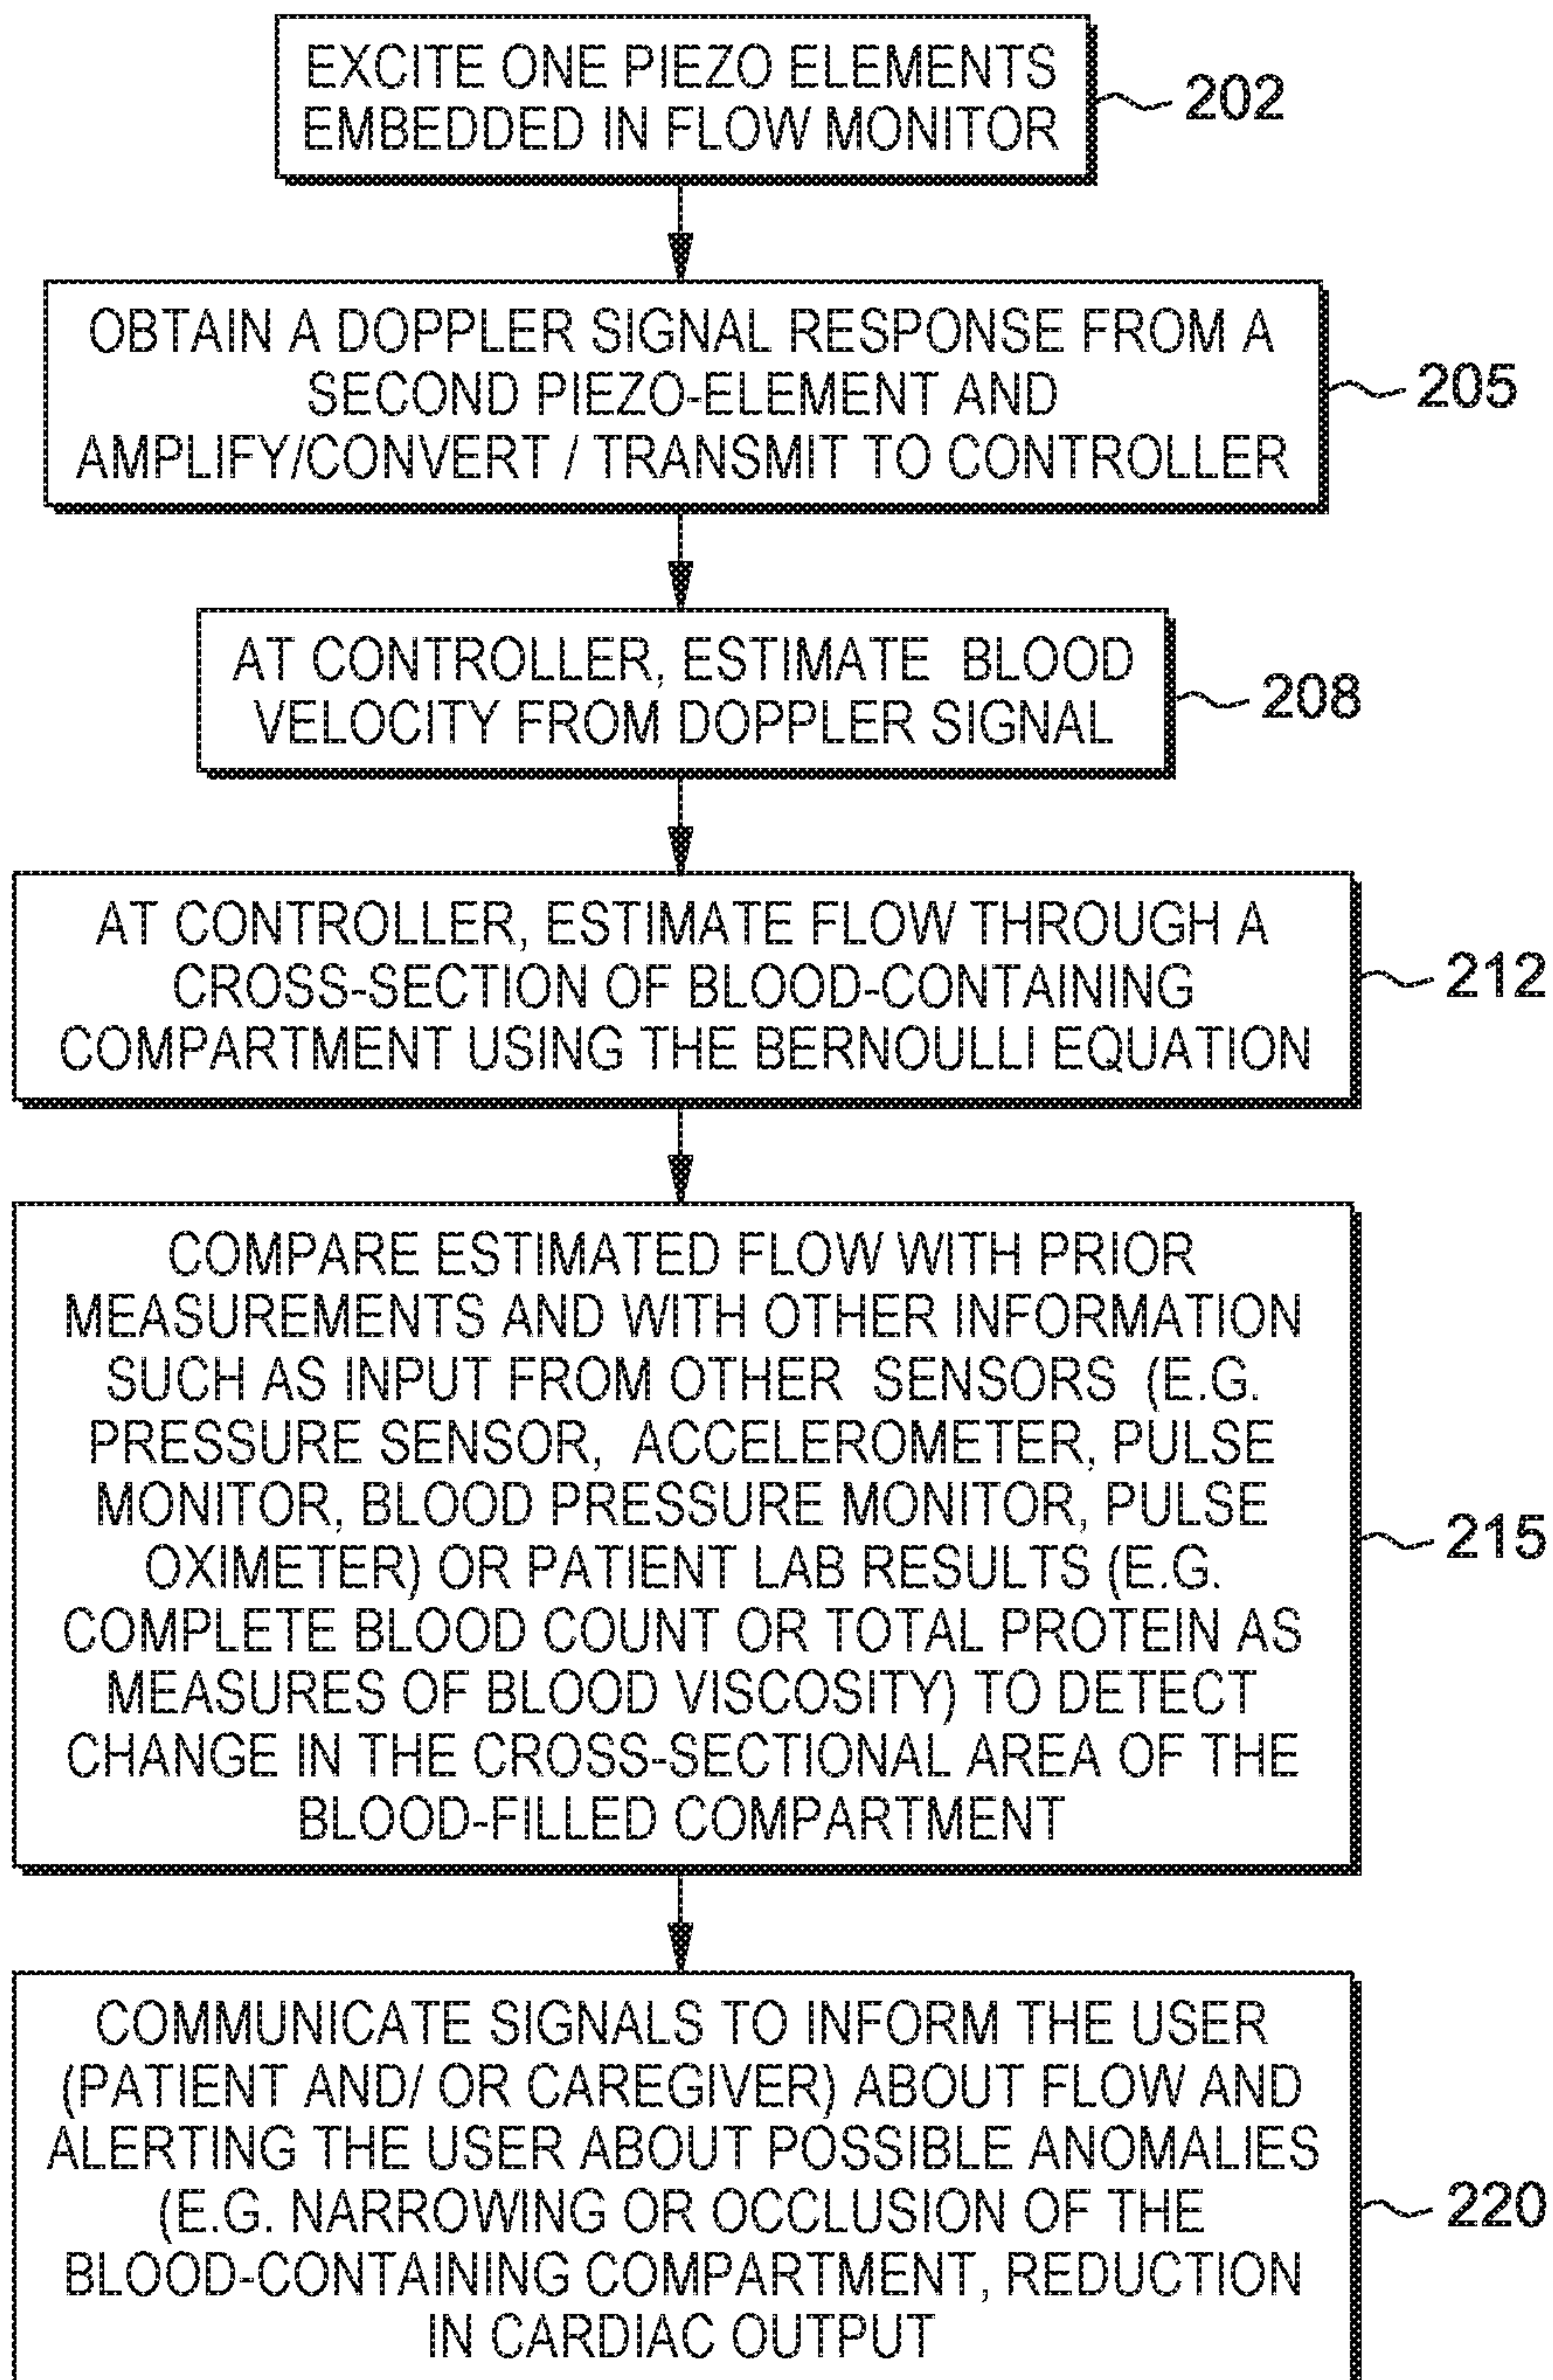 EXCITE ONE PIEZO ELEMENTS
EMBEDDED IN FLOW MONITOR
202
OBTAIN A DOPPLER SIGNAL RESPONSE FROM A
SECOND PIEZO-ELEMENT AND
AMPLIFY/CONVERT / TRANSMIT TO CONTROLLER
205
AT CONTROLLER, ESTIMATE BLOOD
VELOCITY FROM DOPPLER SIGNAL
208
AT CONTROLLER, ESTIMATE FLOW THROUGH A
CROSS-SECTION OF BLOOD-CONTAINING
COMPARTMENT USING THE BERNOULLI EQUATION
212
COMPARE ESTIMATED FLOW WITH PRIOR
MEASUREMENTS AND WITH OTHER INFORMATION
SUCH AS INPUT FROM OTHER SENSORS (E.G.
PRESSURE SENSOR, ACCELEROMETER, PULSE
MONITOR, BLOOD PRESSURE MONITOR, PULSE
OXIMETER) OR PATIENT LAB RESULTS (E.G.
COMPLETE BLOOD COUNT OR TOTAL PROTEIN AS
MEASURES OF BLOOD VISCOSITY) TO DETECT
CHANGE IN THE CROSS-SECTIONAL AREA OF THE
BLOOD-FILLED COMPARTMENT
215
COMMUNICATE SIGNALS TO INFORM THE USER
(PATIENT AND/ OR CAREGIVER) ABOUT FLOW AND
ALERTING THE USER ABOUT POSSIBLE ANOMALIES
(E.G. NARROWING OR OCCLUSION OF THE
BLOOD-CONTAINING COMPARTMENT, REDUCTION
IN CARDIAC OUTPUT
220